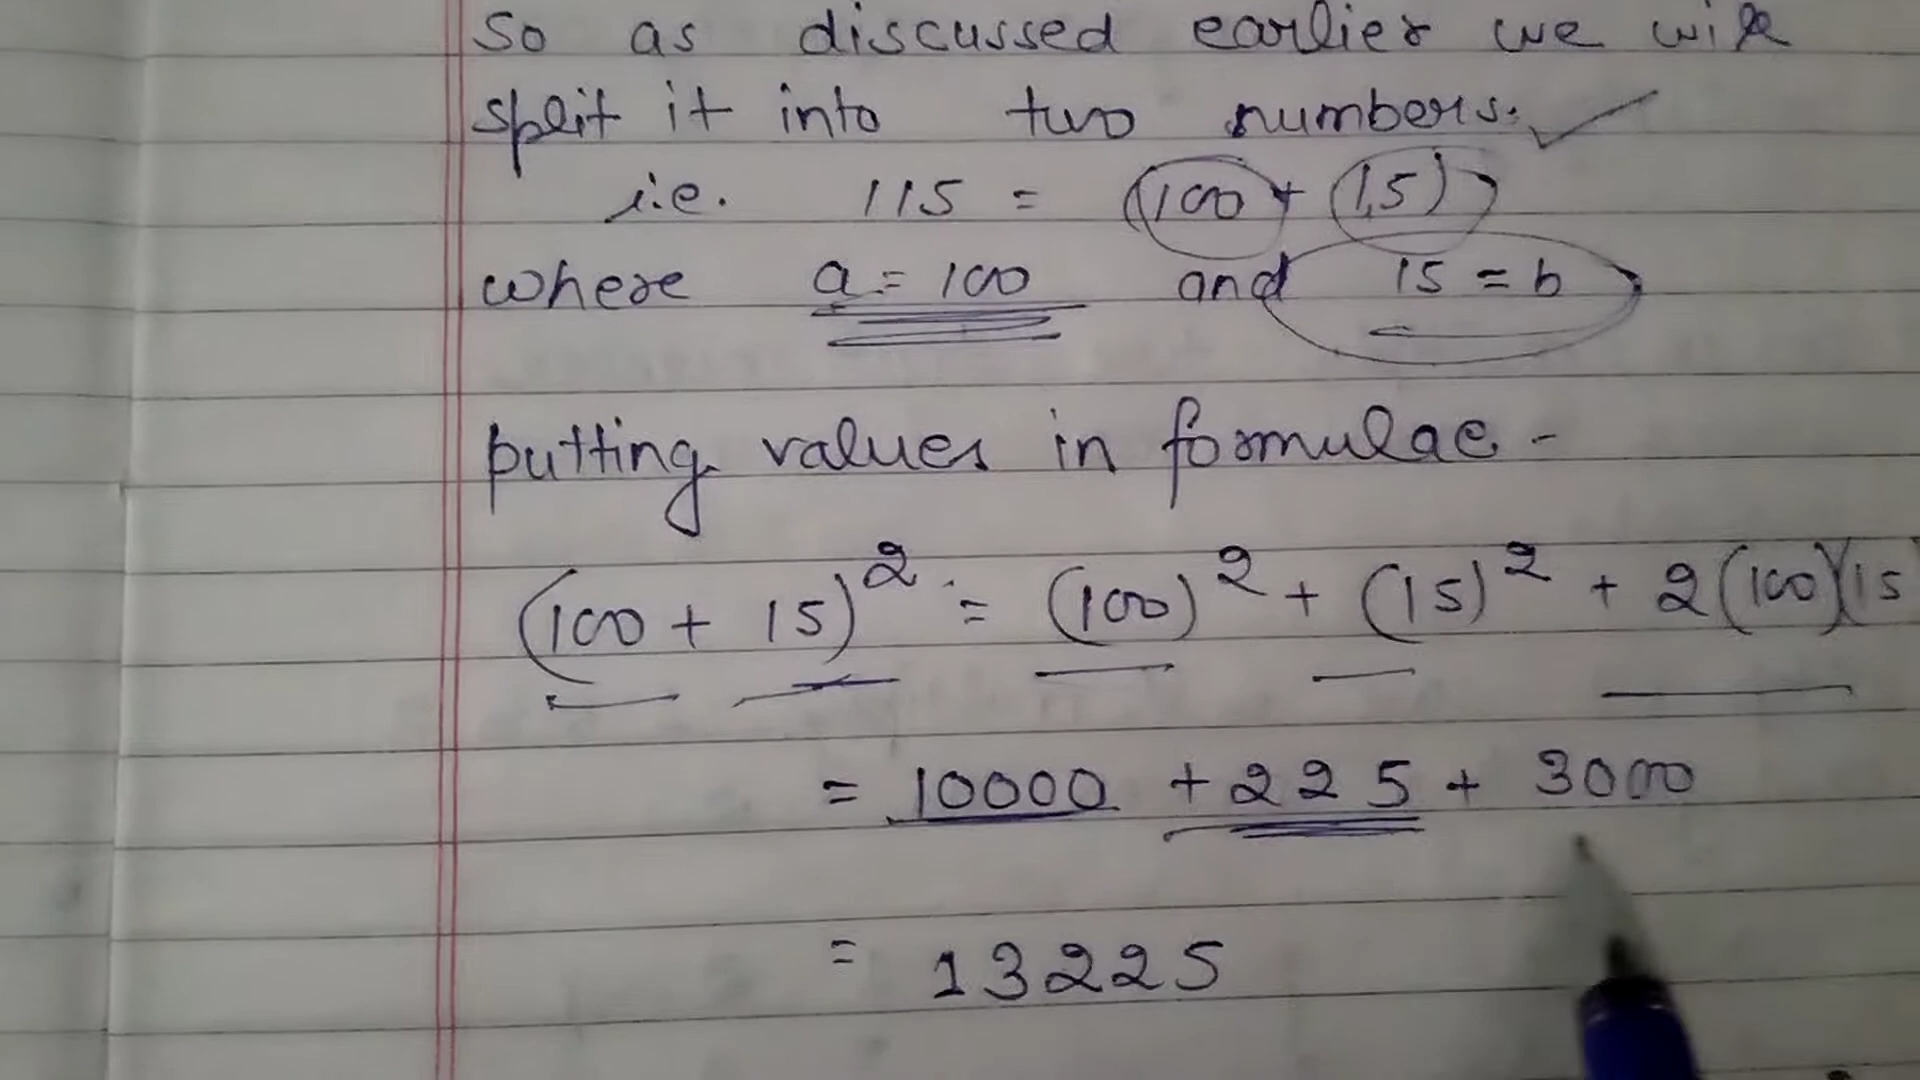 So as discussed earlier we will
split it into two numbers.
i.e. 115 = (100 + (15)
where a = 100 and 15 = b
putting values in formulae -
(100 + 15)² = (100)² + (15)² + 2(100)(15
= 10000 + 225 + 3000
= 13225